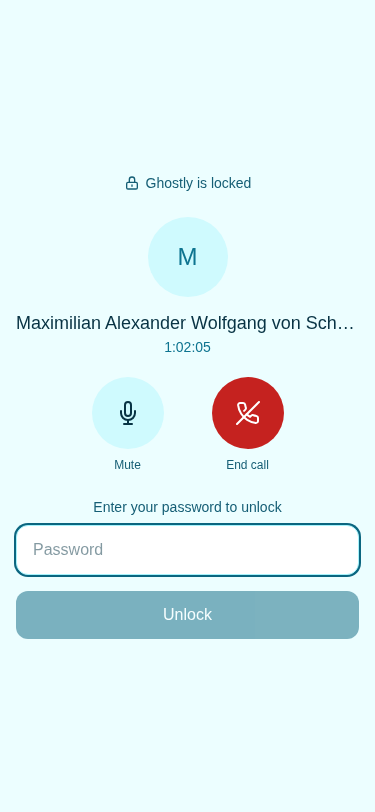 Ghostly is locked
M
Maximilian Alexander Wolfgang von Sch…
1:02:05
Mute
End call
Enter your password to unlock
Password
Unlock